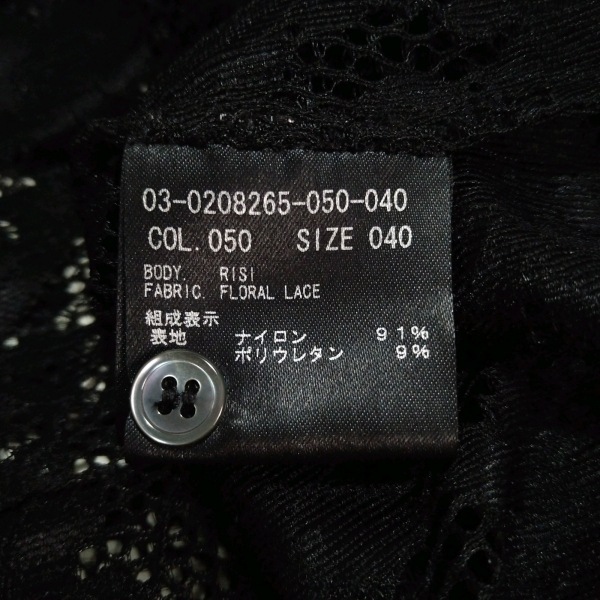 03-0208265-050-040
COL. 050 SIZE 040
BODY. RISI
FABRIC. FLORAL LACE
組成表示
表地 ナイロン 91%
ポリウレタン 9%